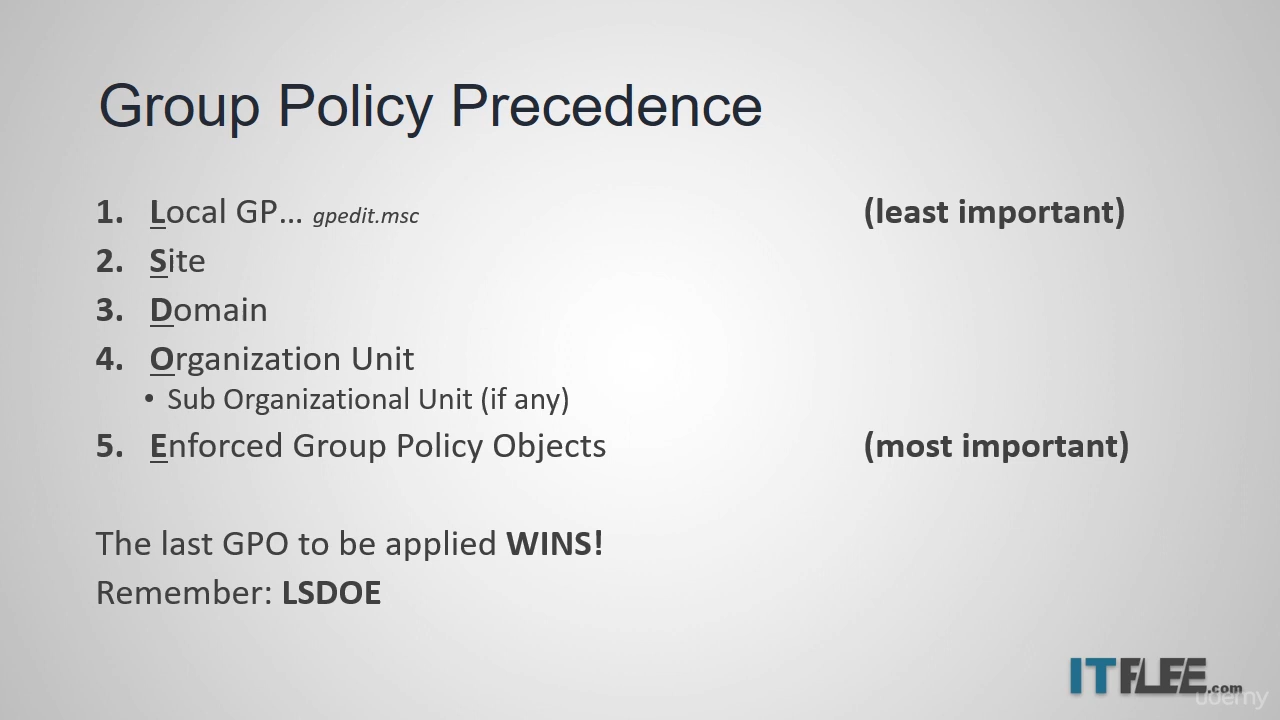 Group Policy Precedence
1. Local GP... gpedit.msc (least important)
2. Site
3. Domain
4. Organization Unit
• Sub Organizational Unit (if any)
5. Enforced Group Policy Objects (most important)
The last GPO to be applied WINS!
Remember: LSDOE
ITFLEE.com
udemy